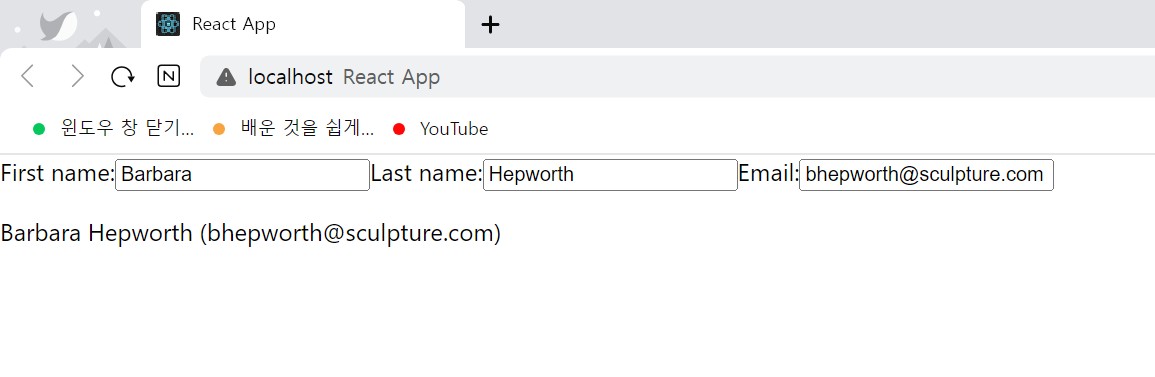 React App
N
localhost React App
윈도우 창 닫기... 배운 것을 쉽게... YouTube
First name: Barbara Last name: Hepworth Email: bhepworth@sculpture.com
Barbara Hepworth (bhepworth@sculpture.com)